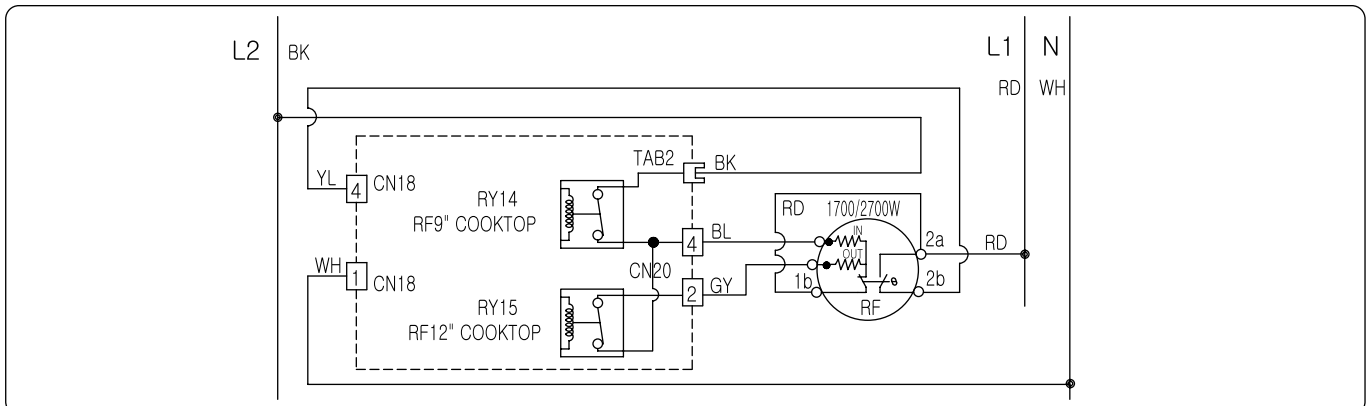 L2 BK L1 N
RD WH
TAB2 BK
YL 4 CN18 RY14
RF9" COOKTOP
RD 1700/2700W
IN
4 BL 2a RD
OUT
WH 1 CN18 CN20 2 GY 1b θ 2b
RY15 RF
RF12" COOKTOP